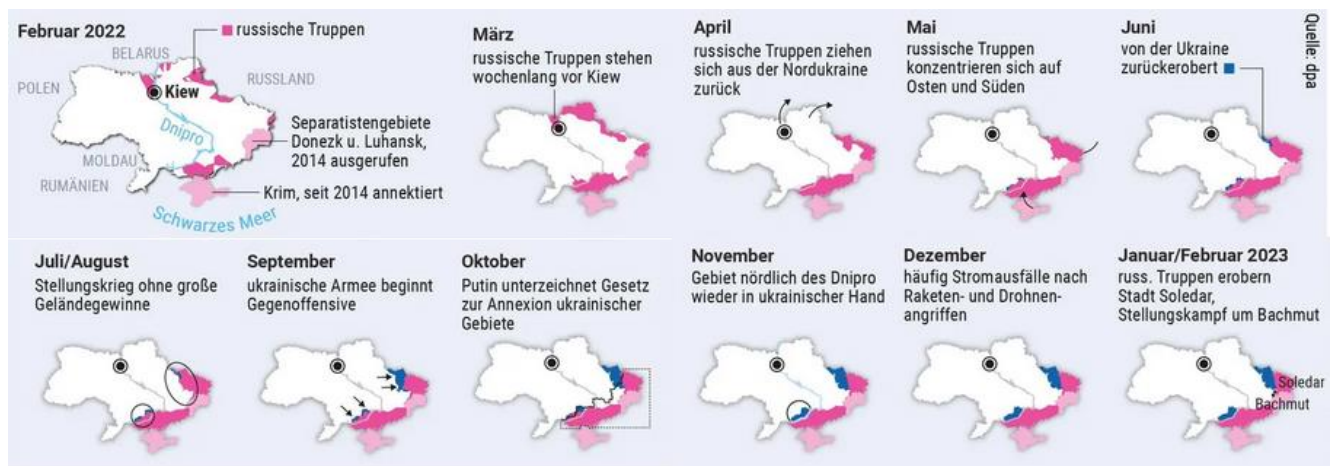 Februar 2022
russische Truppen
BELARUS
POLEN
RUSSLAND
Kiew
Dnipro
Separatistengebiete
Donezk u. Luhansk,
2014 ausgerufen
MOLDAU
RUMÄNIEN
Krim, seit 2014 annektiert
Schwarzes Meer
März
russische Truppen stehen
wochenlang vor Kiew
April
russische Truppen ziehen
sich aus der Nordukraine
zurück
Mai
russische Truppen
konzentrieren sich auf
Osten und Süden
Juni
von der Ukraine
zurückerobert
Quelle: dpa
Juli/August
Stellungskrieg ohne große
Geländegewinne
September
ukrainische Armee beginnt
Gegenoffensive
Oktober
Putin unterzeichnet Gesetz
zur Annexion ukrainischer
Gebiete
November
Gebiet nördlich des Dnipro
wieder in ukrainischer Hand
Dezember
häufig Stromausfälle nach
Raketen- und Drohnen-
angriffen
Januar/Februar 2023
russ. Truppen erobern
Stadt Soledar,
Stellungskampf um Bachmut
Soledar
Bachmut